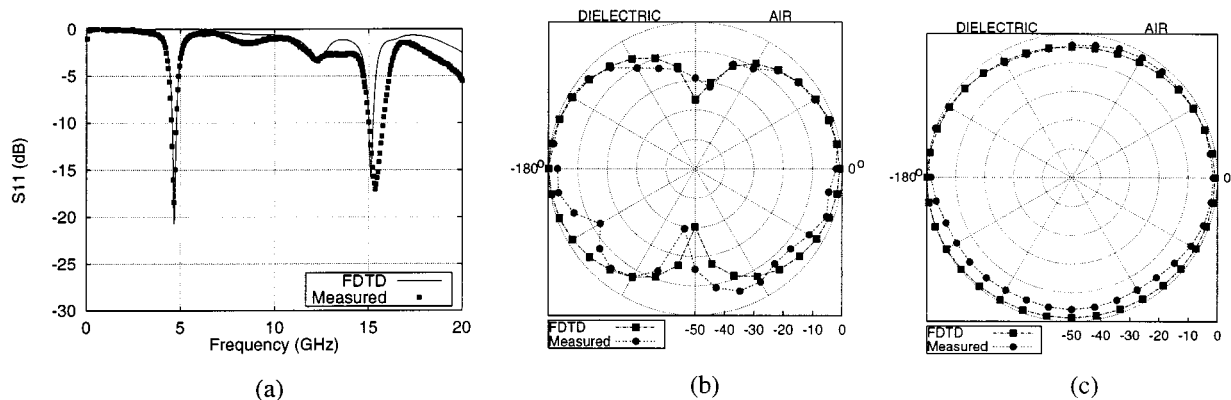 0
-5
-10
-15
-20
-25
-30
S11 (dB)
FDTD
Measured
0 5 10 15 20
Frequency (GHz)
(a)
DIELECTRIC AIR
-180° 0°
FDTD
Measured
-50 -40 -30 -20 -10 0
(b)
DIELECTRIC AIR
-180° 0
FDTD
Measured
-50 -40 -30 -20 -10 0
(c)